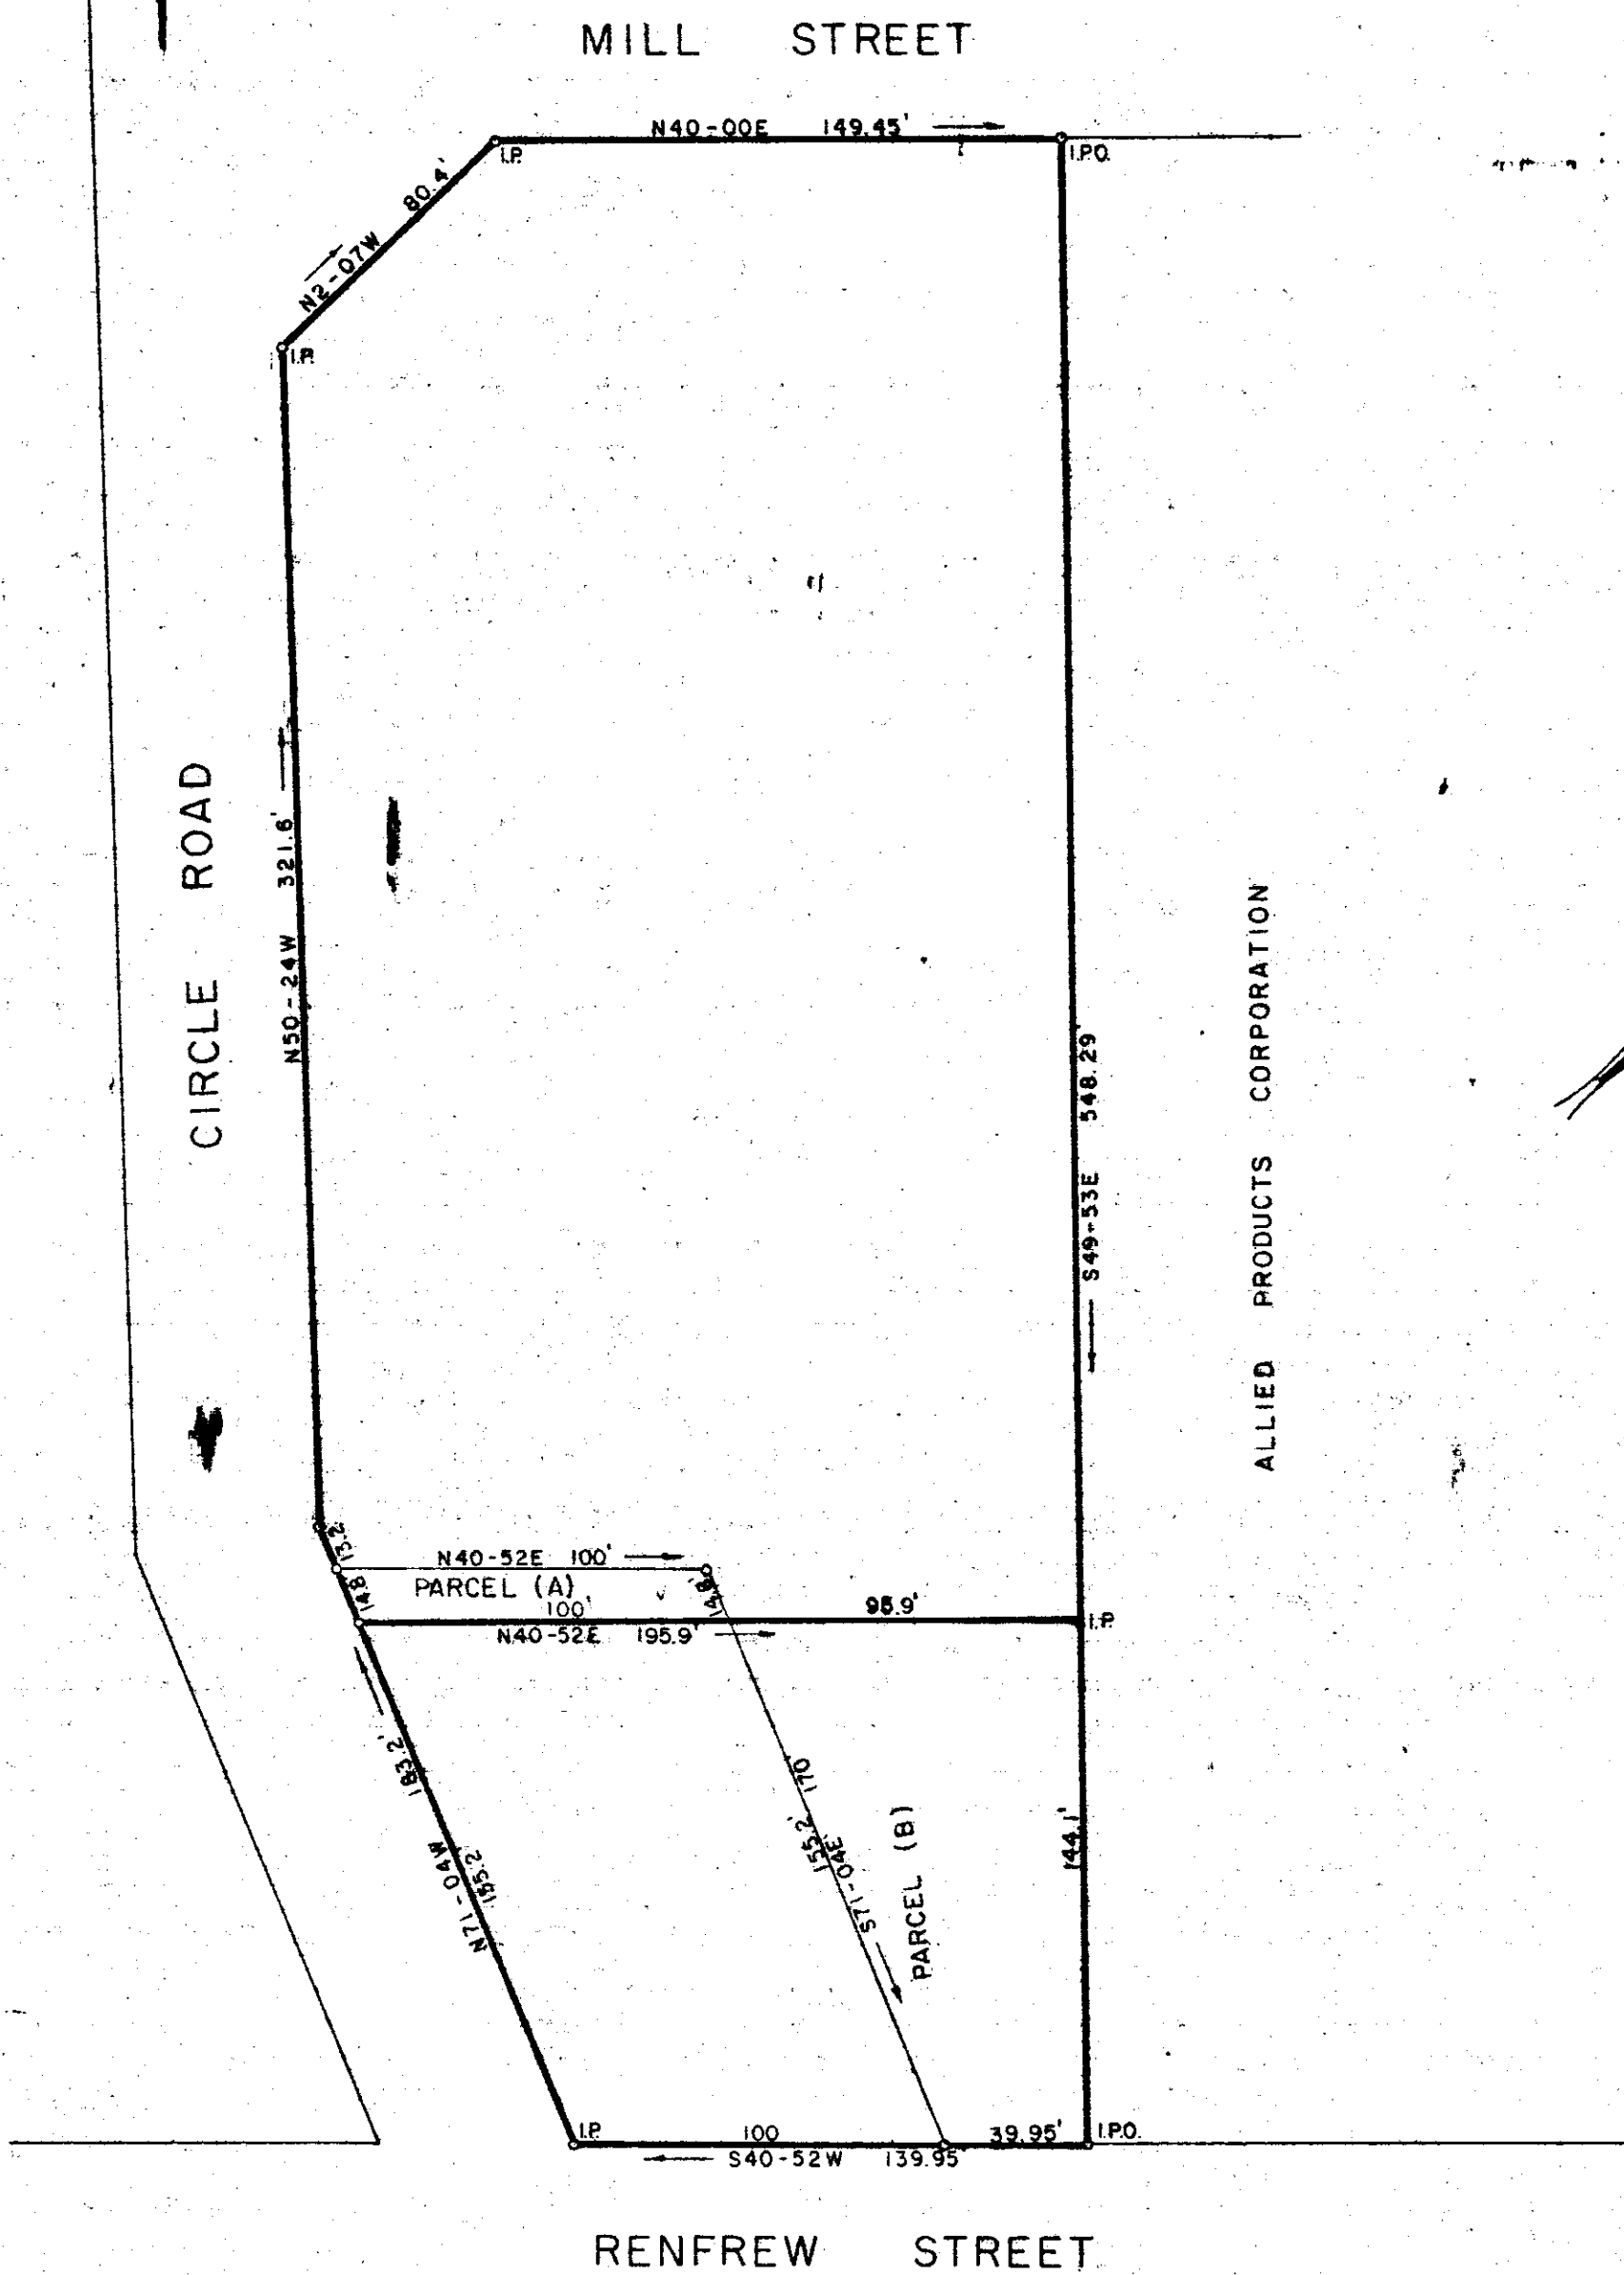 MILL STREET
N40-00E 149.45'
I.P.
I.P.O.
80.4'
N2-07W
I.P.
CIRCLE ROAD
N50-24W 321.6'
S49-53E 548.29'
ALLIED PRODUCTS CORPORATION
13.2'
N40-52E 100'
PARCEL (A)
14.8'
14.8'
100'
95.9'
I.P.
N40-52E 195.9'
183.2'
N71-04W
155.2'
155.2' 170'
S71-04E
PARCEL (B)
144.1'
I.P.
100
39.95'
I.P.O.
S40-52W 139.95'
RENFREW STREET